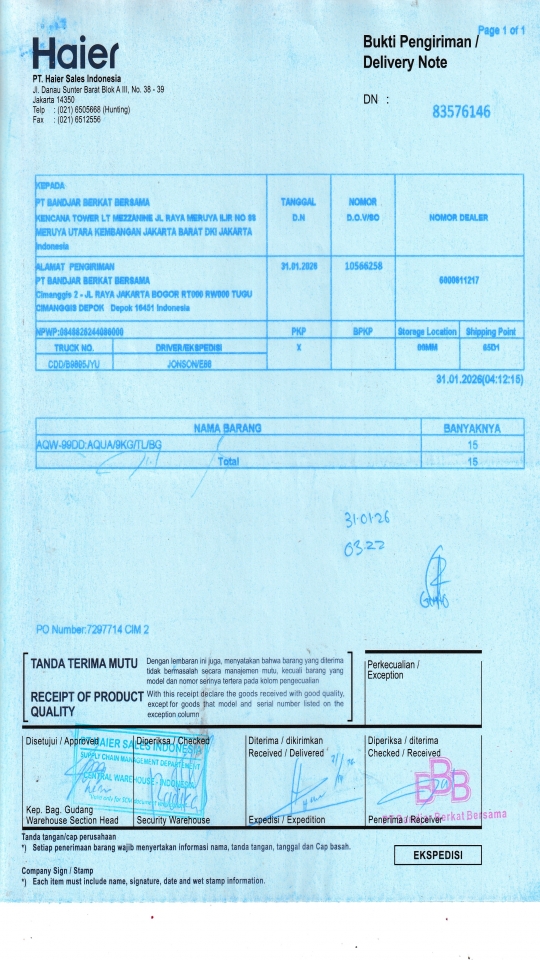 Page 1 of 1
Haier
Bukti Pengiriman /
Delivery Note
PT. Haier Sales Indonesia
Jl. Danau Sunter Barat Blok A III, No. 38 - 39
Jakarta 14350
Telp : (021) 6505668 (Hunting)
Fax : (021) 6512556
DN :
83576146
KEPADA
PT BANDJAR BERKAT BERSAMA
KENCANA TOWER LT MEZZANINE JL RAYA MERUYA ILIR NO 88
MERUYA UTARA KEMBANGAN JAKARTA BARAT DKI JAKARTA
Indonesia
TANGGAL
D.N
NOMOR
D.O.V/SO
NOMOR DEALER
ALAMAT PENGIRIMAN
PT BANDJAR BERKAT BERSAMA
Cimanggis 2 - JL RAYA JAKARTA BOGOR RT000 RW000 TUGU
CIMANGGIS DEPOK Depok 16451 Indonesia
31.01.2026
10566258
6000611217
PKP
BPKP
Storege Location
Shipping Point
TRUCK NO.
DRIVER/EKSPEDISI
X
65D1
CDD/B9895JYU
JONSON/E88
31.01.2026(04:12:15)
NAMA BARANG
BANYAKNYA
AQW-99DD:AQUA/9KG/TL/BG
15
Total
15
31·01·26
03.22
PO Number:7297714 CIM 2
TANDA TERIMA MUTU
Dengan lembaran ini juga, menyatakan bahwa barang yang diterima
tidak bermasalah secara manajemen mutu, kecuali barang yang
model dan nomor serinya tertera pada kolom pengecualian
RECEIPT OF PRODUCT
QUALITY
With this receipt declare the goods received with good quality,
except for goods that model and serial number listed on the
exception column
Perkecualian /
Exception
Disetujui / Approved
Diperiksa / Checked
Diterima / dikirimkan
Received / Delivered
Diperiksa / diterima
Checked / Received
PT HAIER SALES INDONESIA
SUPPLY CHAIN MANAGEMENT DEPARTEMENT
CENTRAL WAREHOUSE - INDONESIA
BBB
Berkat Bersama
Kep. Bag. Gudang
Warehouse Section Head
Security Warehouse
Expedisi / Expedition
Penerima / Receiver
Tanda tangan/cap perusahaan
*) Setiap penerimaan barang wajib menyertakan informasi nama, tanda tangan, tanggal dan Cap basah.
EKSPEDISI
Company Sign / Stamp
*) Each item must include name, signature, date and wet stamp information.